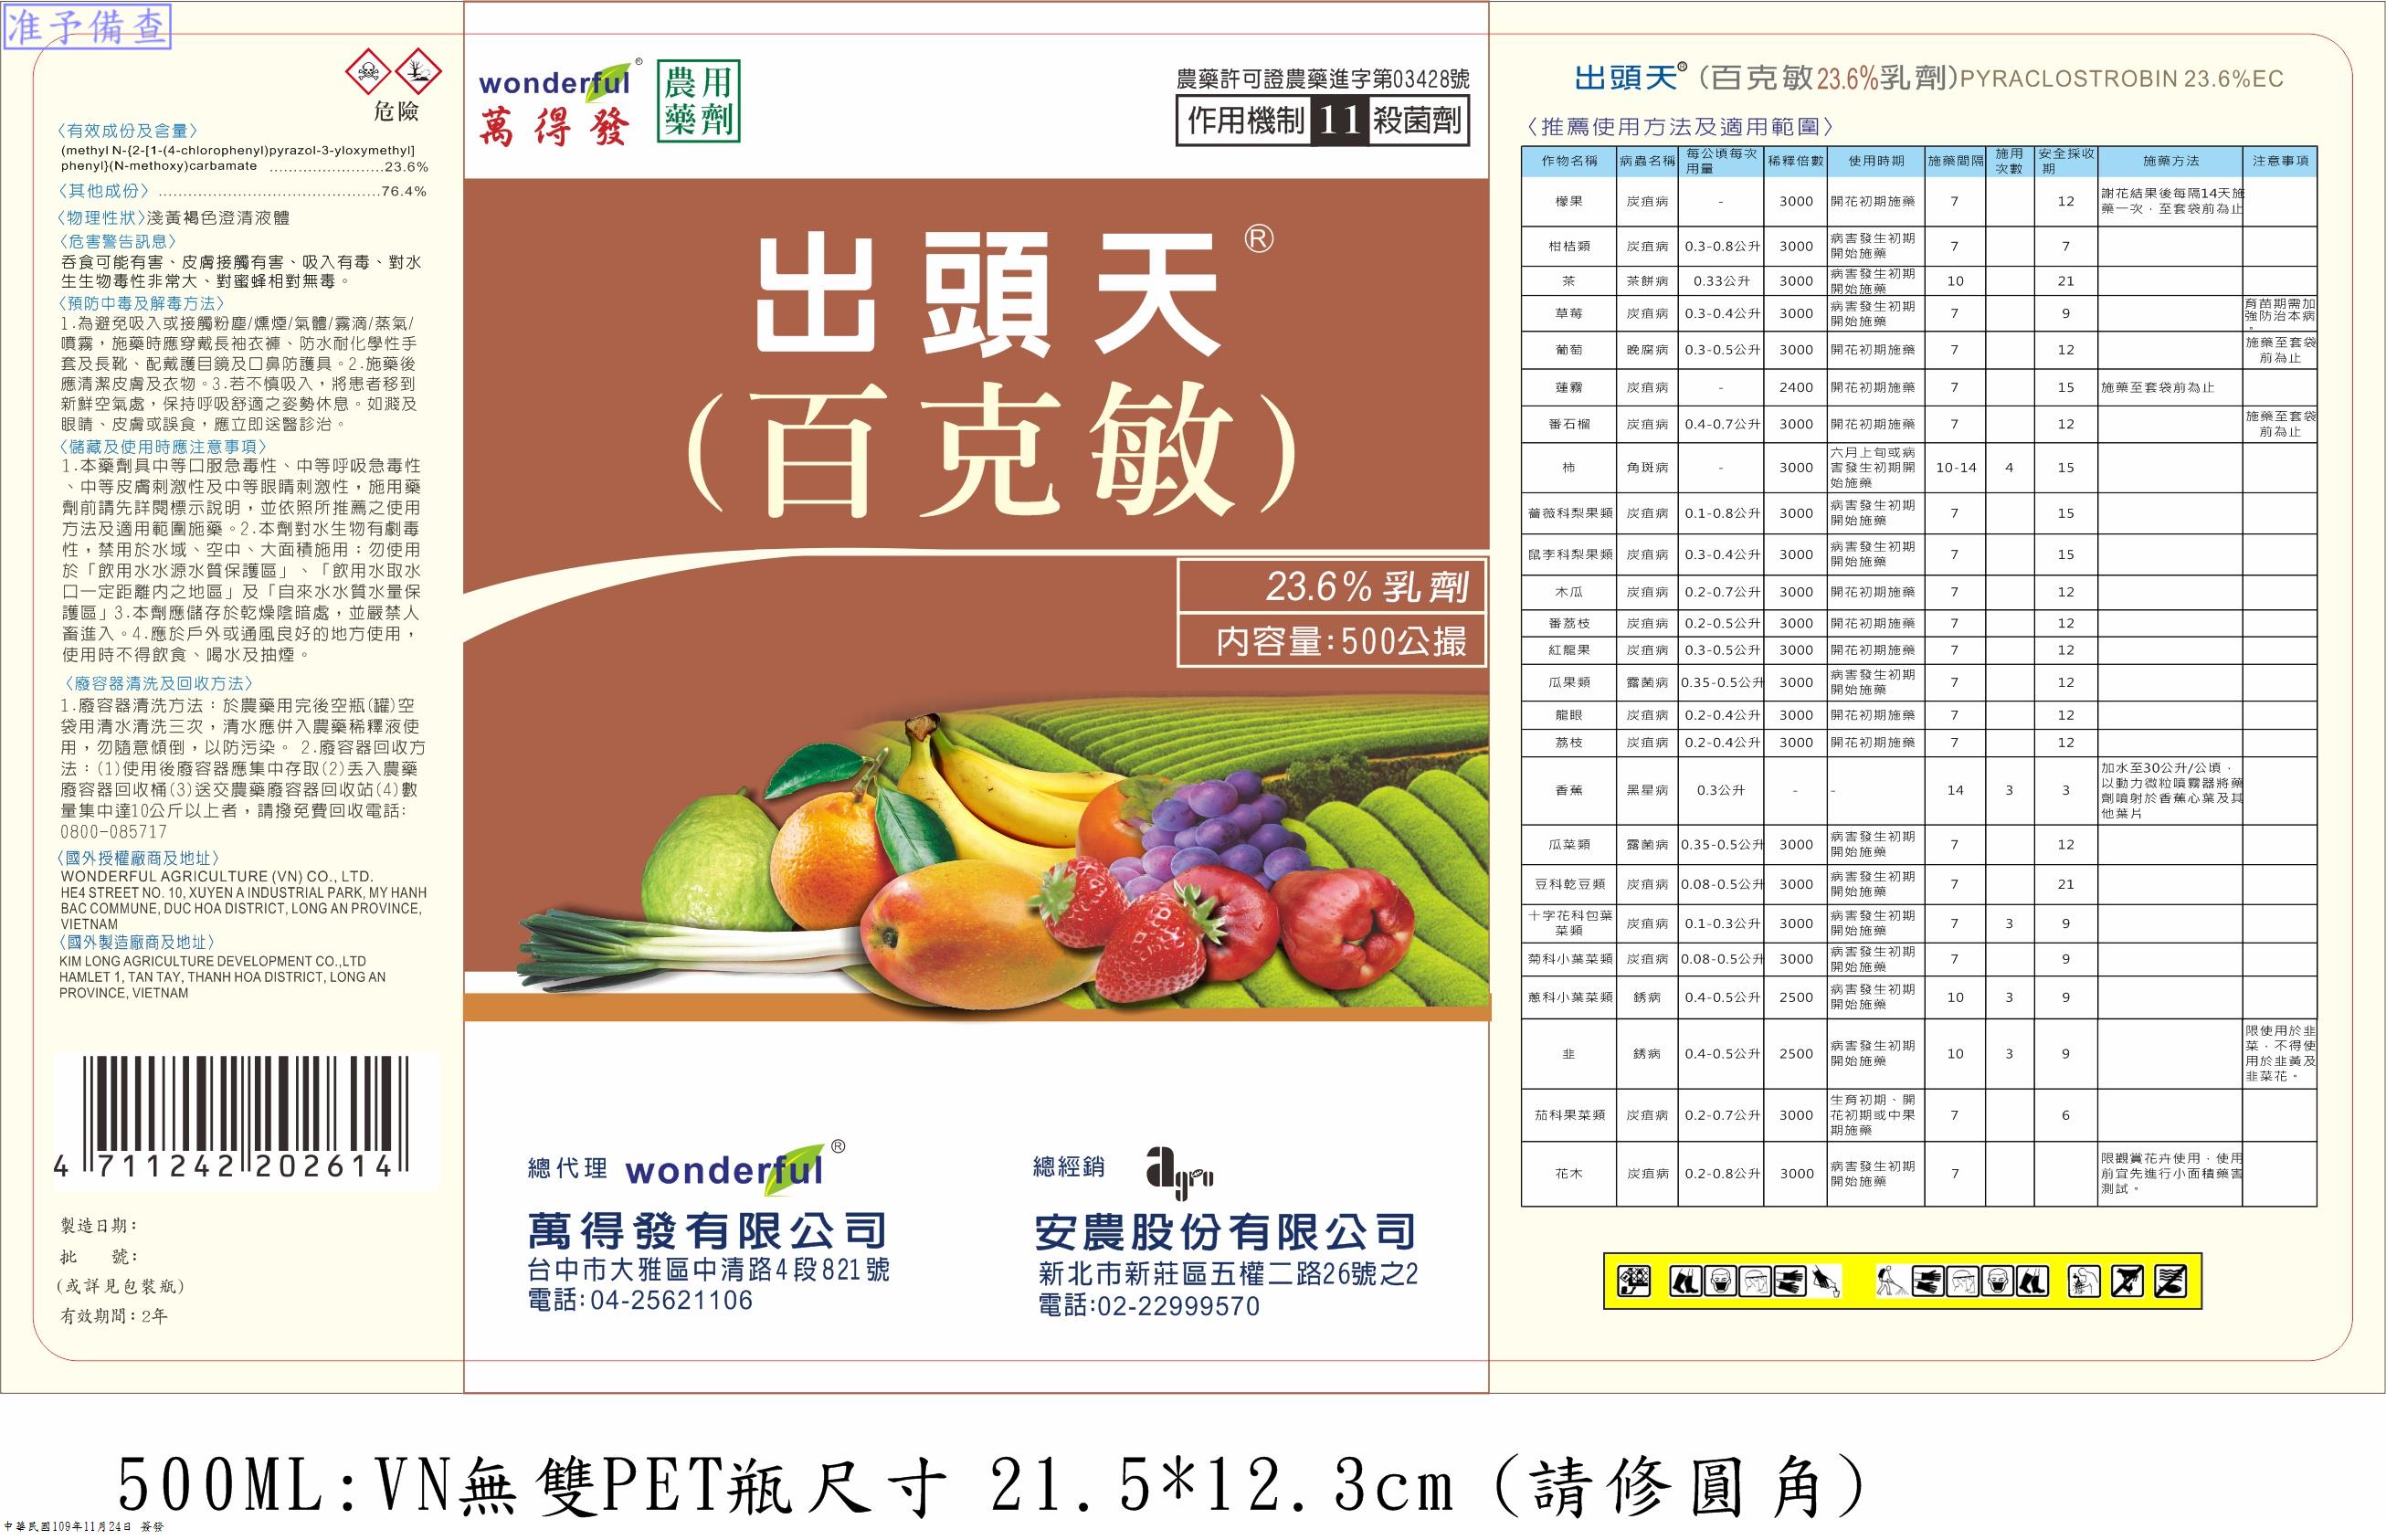 准予備查
危險
〈有效成份及含量〉
(methyl N-{2-[1-(4-chlorophenyl)pyrazol-3-yloxymethyl]
phenyl}(N-methoxy)carbamate ........................23.6%
〈其他成份〉.........................................76.4%
〈物理性狀〉淺黃褐色澄清液體
〈危害警告訊息〉
吞食可能有害、皮膚接觸有害、吸入有毒、對水
生生物毒性非常大、對蜜蜂相對無毒。
〈預防中毒及解毒方法〉
1.為避免吸入或接觸粉塵/燻煙/氣體/霧滴/蒸氣/
噴霧，施藥時應穿戴長袖衣褲、防水耐化學性手
套及長靴、配戴護目鏡及口鼻防護具。2.施藥後
應清潔皮膚及衣物。3.若不慎吸入，將患者移到
新鮮空氣處，保持呼吸舒適之姿勢休息。如濺及
眼睛、皮膚或誤食，應立即送醫診治。
〈儲藏及使用時應注意事項〉
1.本藥劑具中等口服急毒性、中等呼吸急毒性
、中等皮膚刺激性及中等眼睛刺激性，施用藥
劑前請先詳閱標示說明，並依照所推薦之使用
方法及適用範圍施藥。2.本劑對水生物有劇毒
性，禁用於水域、空中、大面積施用；勿使用
於「飲用水水源水質保護區」、「飲用水取水
口一定距離內之地區」及「自來水水質水量保
護區」3.本劑應儲存於乾燥陰暗處，並嚴禁人
畜進入。4.應於戶外或通風良好的地方使用，
使用時不得飲食、喝水及抽煙。
〈廢容器清洗及回收方法〉
1.廢容器清洗方法：於農藥用完後空瓶(罐)空
袋用清水清洗三次，清水應併入農藥稀釋液使
用，勿隨意傾倒，以防污染。 2.廢容器回收方
法：(1)使用後廢容器應集中存取(2)丟入農藥
廢容器回收桶(3)送交農藥廢容器回收站(4)數
量集中達10公斤以上者，請撥免費回收電話:
0800-085717
〈國外授權廠商及地址〉
WONDERFUL AGRICULTURE (VN) CO., LTD.
HE4 STREET NO. 10, XUYEN A INDUSTRIAL PARK, MY HANH
BAC COMMUNE, DUC HOA DISTRICT, LONG AN PROVINCE,
VIETNAM
〈國外製造廠商及地址〉
KIM LONG AGRICULTURE DEVELOPMENT CO.,LTD
HAMLET 1, TAN TAY, THANH HOA DISTRICT, LONG AN
PROVINCE, VIETNAM
4 711242 202614
製造日期：
批　　號：
(或詳見包裝瓶)
有效期間：2年
wonderful®
萬得發
農用
藥劑
農藥許可證農藥進字第03428號
作用機制 11 殺菌劑
出頭天®
(百克敏)
23.6% 乳劑
內容量：500公撮
總代理 wonderful®
萬得發有限公司
台中市大雅區中清路4段821號
電話：04-25621106
總經銷 agro
安農股份有限公司
新北市新莊區五權二路26號之2
電話:02-22999570
出頭天®(百克敏23.6%乳劑)PYRACLOSTROBIN 23.6%EC
〈推薦使用方法及適用範圍〉
作物名稱 病蟲名稱 每公頃每次用量 稀釋倍數 使用時期 施藥間隔 施用次數 安全採收期 施藥方法 注意事項
檬果 炭疽病 - 3000 開花初期施藥 7 12 謝花結果後每隔14天施藥一次，至套袋前為止
柑桔類 炭疽病 0.3-0.8公升 3000 病害發生初期開始施藥 7 7
茶 茶餅病 0.33公升 3000 病害發生初期開始施藥 10 21
草莓 炭疽病 0.3-0.4公升 3000 病害發生初期開始施藥 7 9 育苗期需加強防治本病。
葡萄 晚腐病 0.3-0.5公升 3000 開花初期施藥 7 12 施藥至套袋前為止
蓮霧 炭疽病 - 2400 開花初期施藥 7 15 施藥至套袋前為止
番石榴 炭疽病 0.4-0.7公升 3000 開花初期施藥 7 12 施藥至套袋前為止
柿 角斑病 - 3000 六月上旬或病害發生初期開始施藥 10-14 4 15
薔薇科梨果類 炭疽病 0.1-0.8公升 3000 病害發生初期開始施藥 7 15
鼠李科梨果類 炭疽病 0.3-0.4公升 3000 病害發生初期開始施藥 7 15
木瓜 炭疽病 0.2-0.7公升 3000 開花初期施藥 7 12
番荔枝 炭疽病 0.2-0.5公升 3000 開花初期施藥 7 12
紅龍果 炭疽病 0.3-0.5公升 3000 開花初期施藥 7 12
瓜果類 露菌病 0.35-0.5公升 3000 病害發生初期開始施藥 7 12
龍眼 炭疽病 0.2-0.4公升 3000 開花初期施藥 7 12
荔枝 炭疽病 0.2-0.4公升 3000 開花初期施藥 7 12
香蕉 黑星病 0.3公升 - - 14 3 3 加水至30公升/公頃，以動力微粒噴霧器將藥劑噴射於香蕉心葉及其他葉片
瓜菜類 露菌病 0.35-0.5公升 3000 病害發生初期開始施藥 7 12
豆科乾豆類 炭疽病 0.08-0.5公升 3000 病害發生初期開始施藥 7 21
十字花科包葉菜類 炭疽病 0.1-0.3公升 3000 病害發生初期開始施藥 7 3 9
菊科小葉菜類 炭疽病 0.08-0.5公升 3000 病害發生初期開始施藥 7 9
蔥科小葉菜類 銹病 0.4-0.5公升 2500 病害發生初期開始施藥 10 3 9
韭 銹病 0.4-0.5公升 2500 病害發生初期開始施藥 10 3 9 限使用於韭菜，不得使用於韭黃及韭菜花。
茄科果菜類 炭疽病 0.2-0.7公升 3000 生育初期、開花初期或中果期施藥 7 6
花木 炭疽病 0.2-0.8公升 3000 病害發生初期開始施藥 7 限觀賞花卉使用，使用前宜先進行小面積藥害測試。
500ML:VN無雙PET瓶尺寸 21.5*12.3cm (請修圓角)
中華民國109年11月24日 簽發